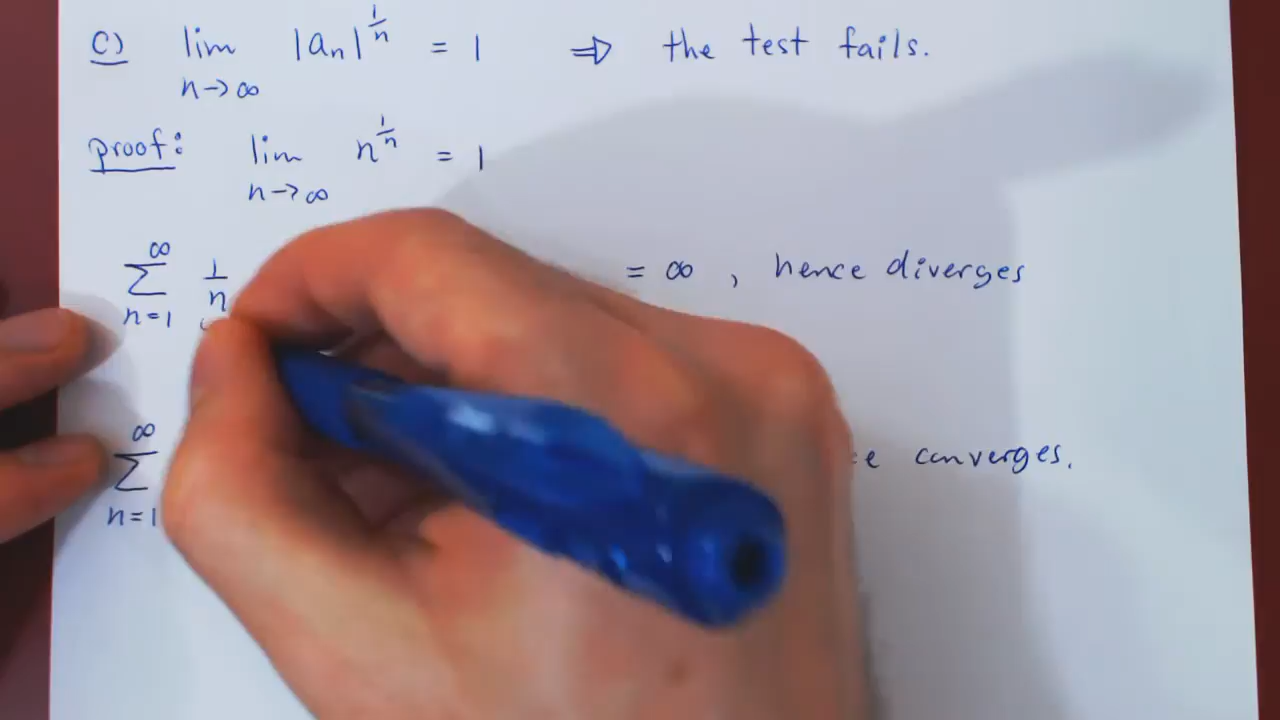 c) lim n→∞ |aₙ|^(1/n) = 1 ⇒ the test fails.
proof: lim n→∞ n^(1/n) = 1
∑ n=1 ∞ 1/n = ∞ , hence diverges
∑ n=1 ∞ converges.